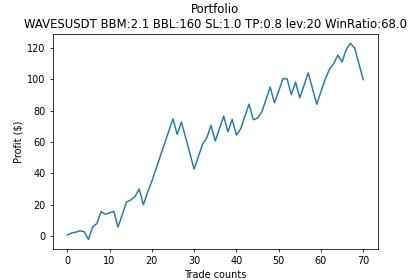 Portfolio
WAVESUSDT BBM:2.1 BBL:160 SL:1.0 TP:0.8 lev:20 WinRatio:68.0
120
100
80
60
40
20
0
Profit ($)
0 10 20 30 40 50 60 70
Trade counts